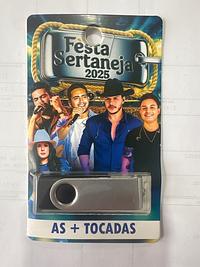 Festa
Sertaneja
2025
AS + TOCADAS